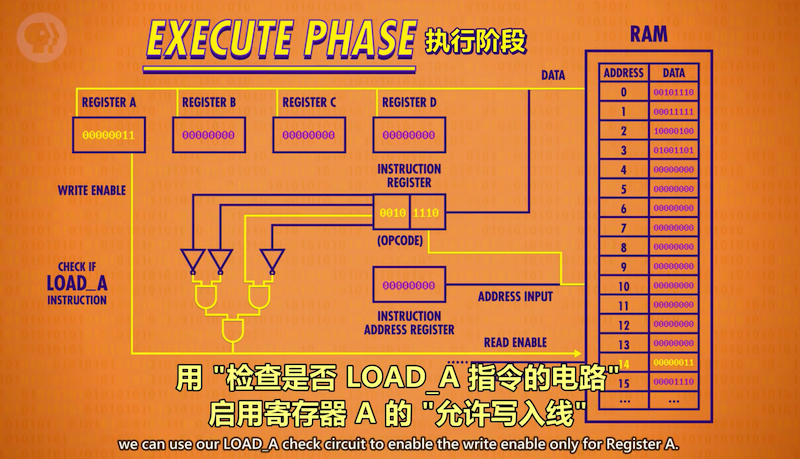 EXECUTE PHASE 执行阶段
RAM
DATA
ADDRESS DATA
REGISTER A REGISTER B REGISTER C REGISTER D
00000011 00000000 00000000 00000000
WRITE ENABLE
INSTRUCTION
REGISTER
0010 1110
(OPCODE)
CHECK IF
LOAD_A
INSTRUCTION
00000000
INSTRUCTION
ADDRESS REGISTER
ADDRESS INPUT
READ ENABLE
0 00101110
1 00011111
2 10000100
3 01001101
4 00000000
5 00000000
6 00000000
7 00000000
8 00000000
9 00000000
10 00000000
11 00000000
12 00000000
13 00000000
14 00000011
15 00001110
... ...
用 "检查是否 LOAD_A 指令的电路"
启用寄存器 A 的 "允许写入线"
we can use our LOAD_A check circuit to enable the write enable only for Register A.